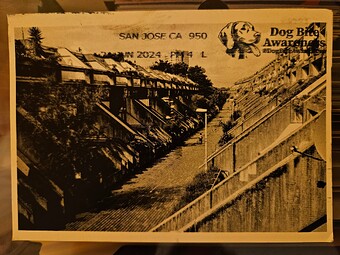 SAN JOSE CA 950
JUN 2024 PM 4 L
Dog Bite
Awareness